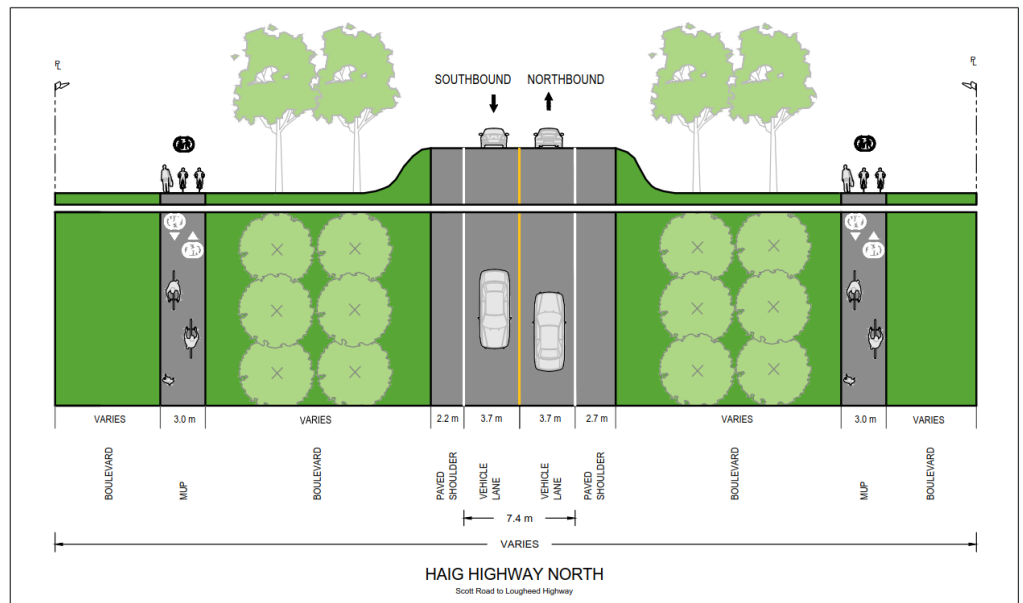 PL
PL
SOUTHBOUND NORTHBOUND
VARIES 3.0 m VARIES 2.2 m 3.7 m 3.7 m 2.7 m VARIES 3.0 m VARIES
BOULEVARD
MUP
BOULEVARD
PAVED
SHOULDER
VEHICLE
LANE
VEHICLE
LANE
PAVED
SHOULDER
BOULEVARD
MUP
BOULEVARD
7.4 m
VARIES
HAIG HIGHWAY NORTH
Scott Road to Lougheed Highway